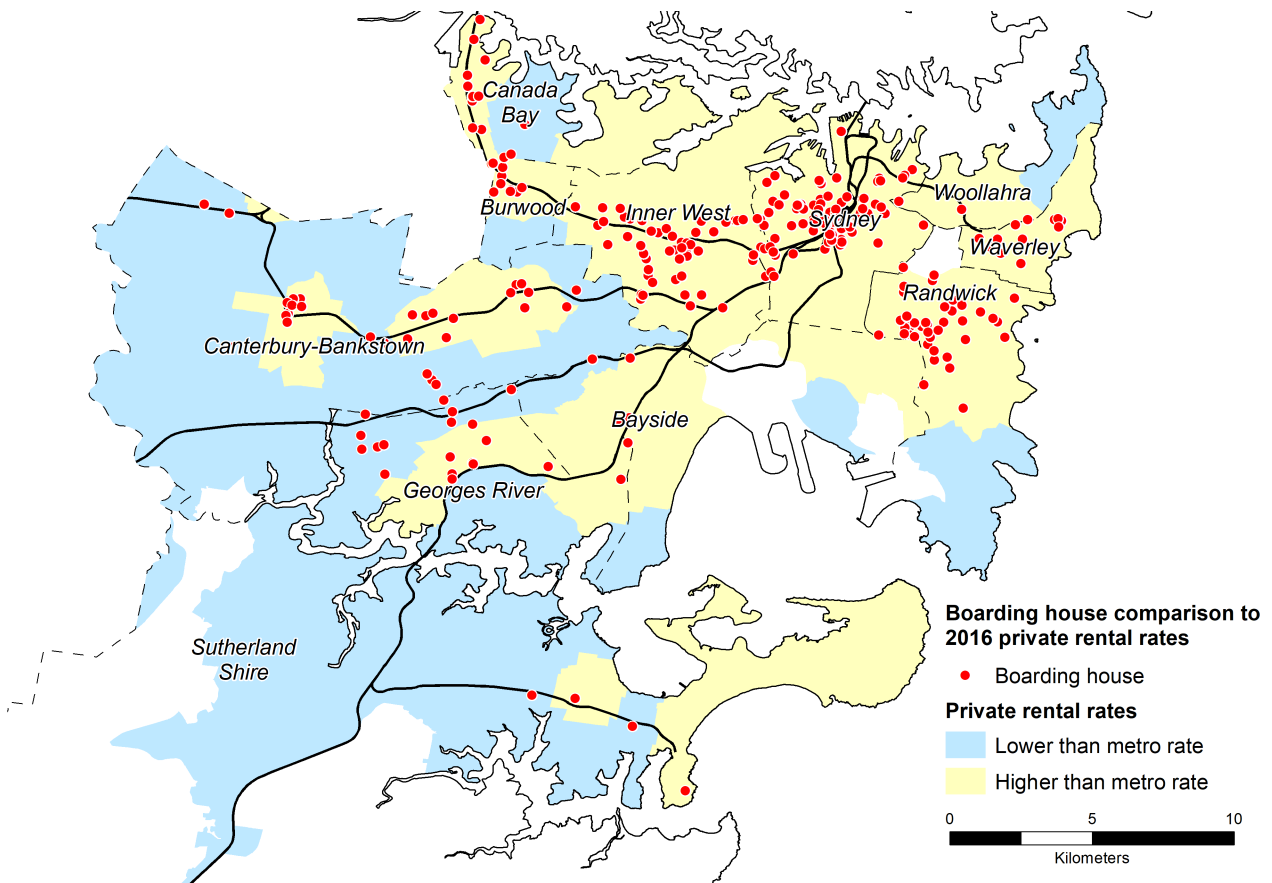 Canada
Bay
Burwood
Inner West
Sydney
Woollahra
Waverley
Randwick
Canterbury-Bankstown
Bayside
Georges River
Sutherland
Shire
Boarding house comparison to
2016 private rental rates
Boarding house
Private rental rates
Lower than metro rate
Higher than metro rate
0 5 10
Kilometers